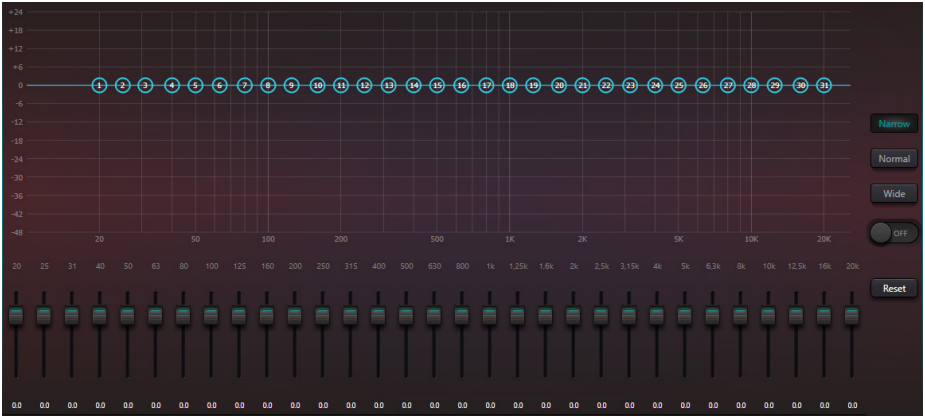 +24
+18
+12
+6
0
-6
-12
-18
-24
-30
-36
-42
-48
1 2 3 4 5 6 7 8 9 10 11 12 13 14 15 16 17 18 19 20 21 22 23 24 25 26 27 28 29 30 31
20 50 100 200 500 1K 2K 5K 10K 20K
Narrow
Normal
Wide
OFF
20 25 31 40 50 63 80 100 125 160 200 250 315 400 500 630 800 1k 1,25k 1,6k 2k 2,5k 3,15k 4k 5k 6,3k 8k 10k 12,5k 16k 20k
Reset
0.0 0.0 0.0 0.0 0.0 0.0 0.0 0.0 0.0 0.0 0.0 0.0 0.0 0.0 0.0 0.0 0.0 0.0 0.0 0.0 0.0 0.0 0.0 0.0 0.0 0.0 0.0 0.0 0.0 0.0 0.0